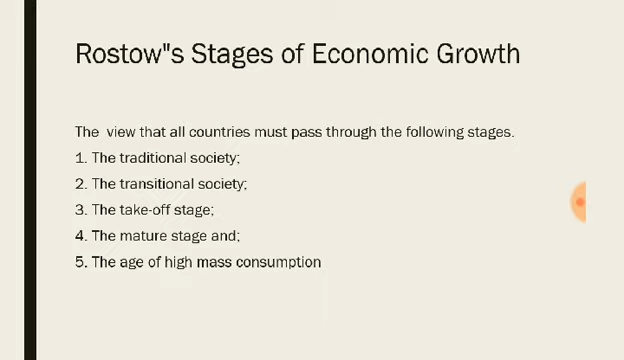 Rostow"s Stages of Economic Growth
The view that all countries must pass through the following stages.
1. The traditional society;
2. The transitional society;
3. The take-off stage;
4. The mature stage and;
5. The age of high mass consumption